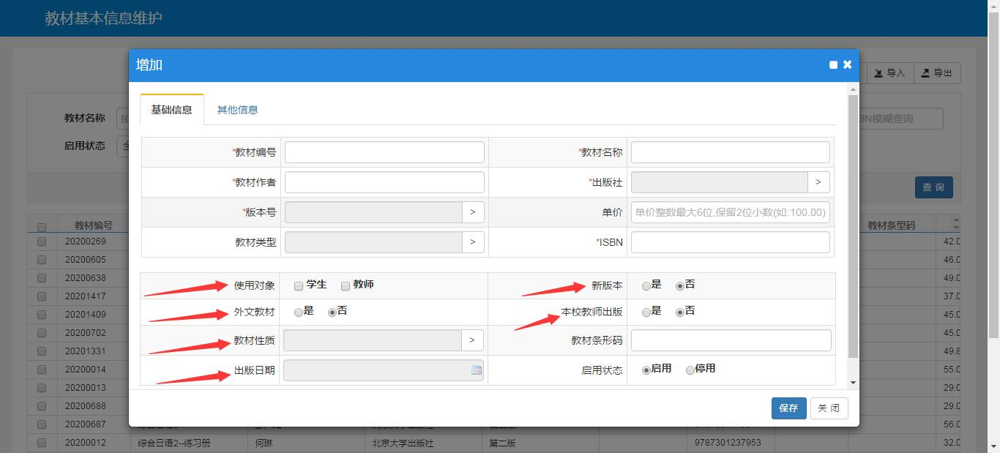 教材基本信息维护
增加
导入 导出
教材名称 按
BN模糊查询
启用状态
查 询
基础信息 其他信息
*教材编号 *教材名称
*教材作者 *出版社 >
*版本号 > 单价 单价整数最大6位,保留2位小数(如:100.00)
教材类型 > *ISBN
使用对象 学生 教师 新版本 是 否
外文教材 是 否 本校教师出版 是 否
教材性质 > 教材条形码
出版日期 启用状态 启用 停用
保存 关 闭
教材编号 教材条型码
20200269 42.0
20200605 46.0
20200638 49.0
20201417 37.0
20201409 45.0
20200702 45.0
20201331 49.8
20200014 55.0
20200013 29.0
20200688 29.0
20200687 56.0
20200012 综合日语2--练习册 何琳 北京大学出版社 第二版 9787301237953 32.0